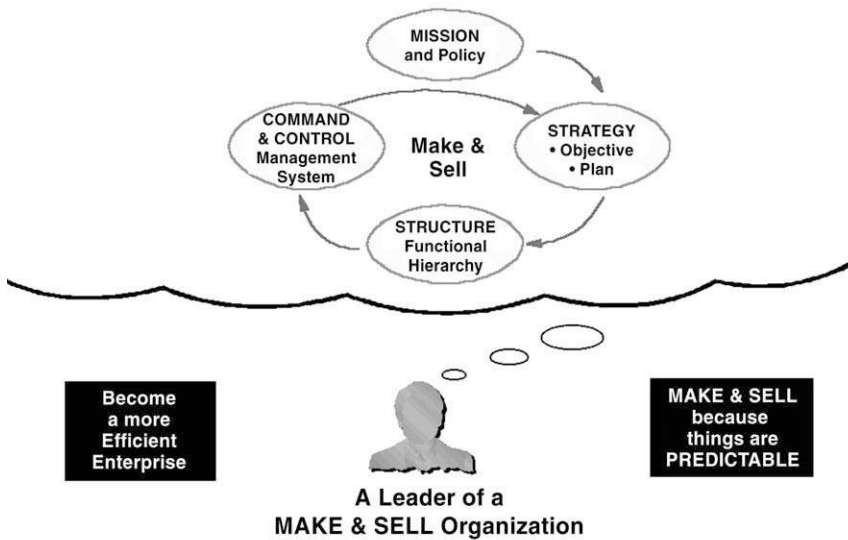 MISSION
and Policy
COMMAND
& CONTROL
Management
System
Make &
Sell
STRATEGY
• Objective
• Plan
STRUCTURE
Functional
Hierarchy
Become
a more
Efficient
Enterprise
MAKE & SELL
because
things are
PREDICTABLE
A Leader of a
MAKE & SELL Organization